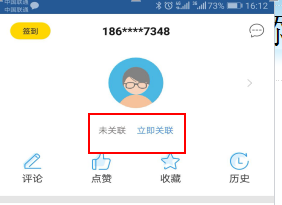 中国联通
中国联通
73% 16:12
签到
186****7348
未关联 立即关联
评论 点赞 收藏 历史